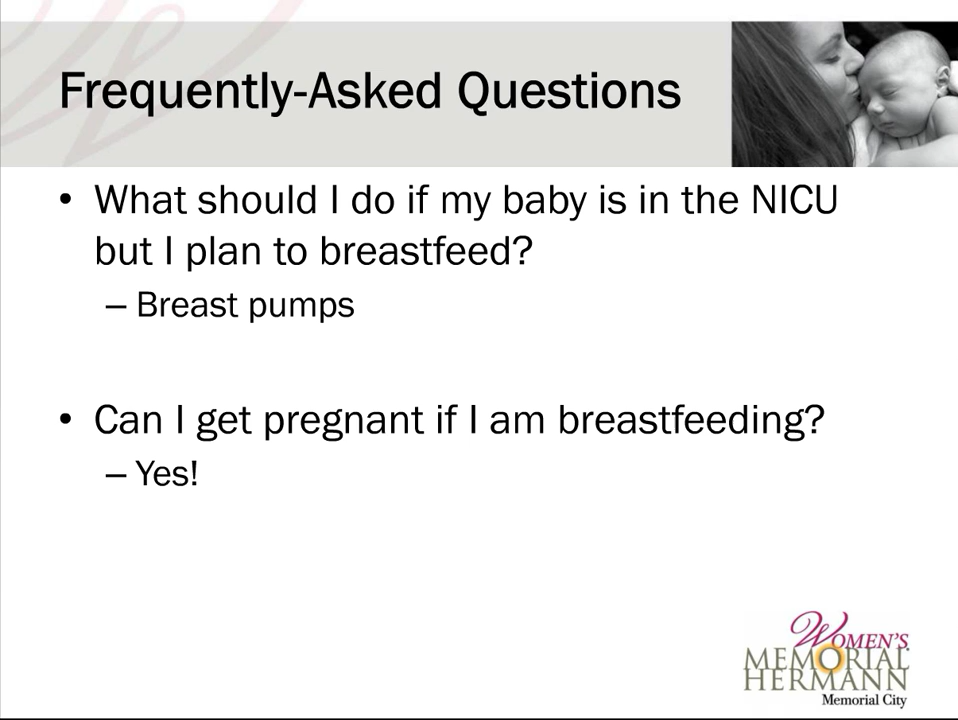 Frequently-Asked Questions
• What should I do if my baby is in the NICU
but I plan to breastfeed?
– Breast pumps
• Can I get pregnant if I am breastfeeding?
– Yes!
WOMEN'S
MEMORIAL
HERMANN
Memorial City